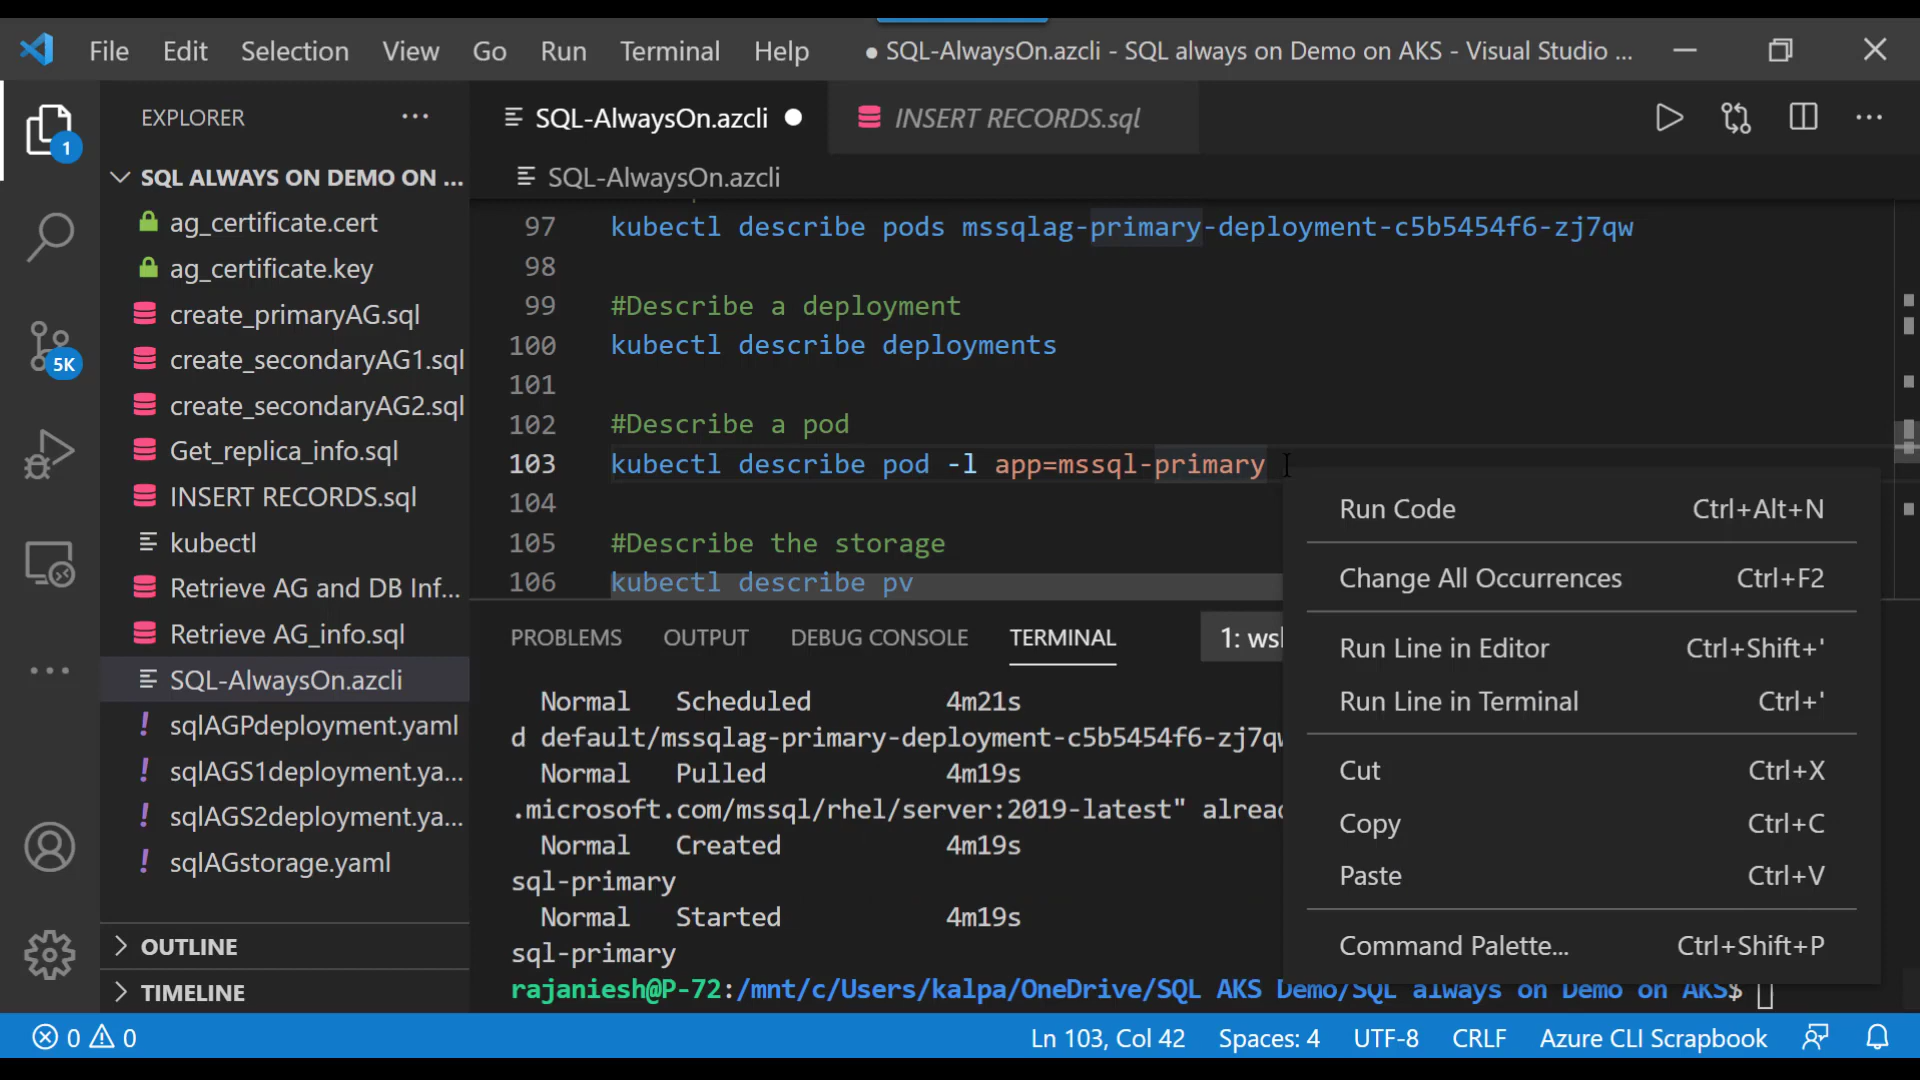 File Edit Selection View Go Run Terminal Help ● SQL-AlwaysOn.azcli - SQL always on Demo on AKS - Visual Studio ...
EXPLORER ...
1
SQL ALWAYS ON DEMO ON ...
ag_certificate.cert
ag_certificate.key
create_primaryAG.sql
create_secondaryAG1.sql
5K
create_secondaryAG2.sql
Get_replica_info.sql
INSERT RECORDS.sql
kubectl
Retrieve AG and DB Inf...
Retrieve AG_info.sql
SQL-AlwaysOn.azcli
! sqlAGPdeployment.yaml
! sqlAGS1deployment.ya...
! sqlAGS2deployment.ya...
! sqlAGstorage.yaml
OUTLINE
TIMELINE
SQL-AlwaysOn.azcli ●
INSERT RECORDS.sql
SQL-AlwaysOn.azcli
97 kubectl describe pods mssqlag-primary-deployment-c5b5454f6-zj7qw
98
99 #Describe a deployment
100 kubectl describe deployments
101
102 #Describe a pod
103 kubectl describe pod -l app=mssql-primary
104
105 #Describe the storage
106 kubectl describe pv
PROBLEMS OUTPUT DEBUG CONSOLE TERMINAL 1: wsl
Normal Scheduled 4m21s
d default/mssqlag-primary-deployment-c5b5454f6-zj7qw
Normal Pulled 4m19s
.microsoft.com/mssql/rhel/server:2019-latest" alrea
Normal Created 4m19s
sql-primary
Normal Started 4m19s
sql-primary
rajaniesh@P-72:/mnt/c/Users/kalpa/OneDrive/SQL AKS Demo/SQL always on Demo on AKS$
Run Code Ctrl+Alt+N
Change All Occurrences Ctrl+F2
Run Line in Editor Ctrl+Shift+'
Run Line in Terminal Ctrl+'
Cut Ctrl+X
Copy Ctrl+C
Paste Ctrl+V
Command Palette... Ctrl+Shift+P
0 0 Ln 103, Col 42 Spaces: 4 UTF-8 CRLF Azure CLI Scrapbook